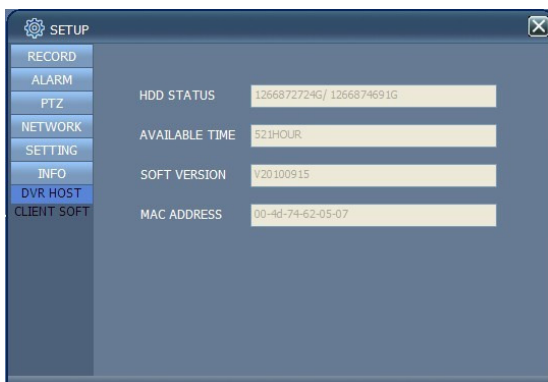 SETUP
RECORD
ALARM
PTZ
NETWORK
SETTING
INFO
DVR HOST
CLIENT SOFT
HDD STATUS 1266872724G/ 1266874691G
AVAILABLE TIME 521HOUR
SOFT VERSION V20100915
MAC ADDRESS 00-4d-74-62-05-07